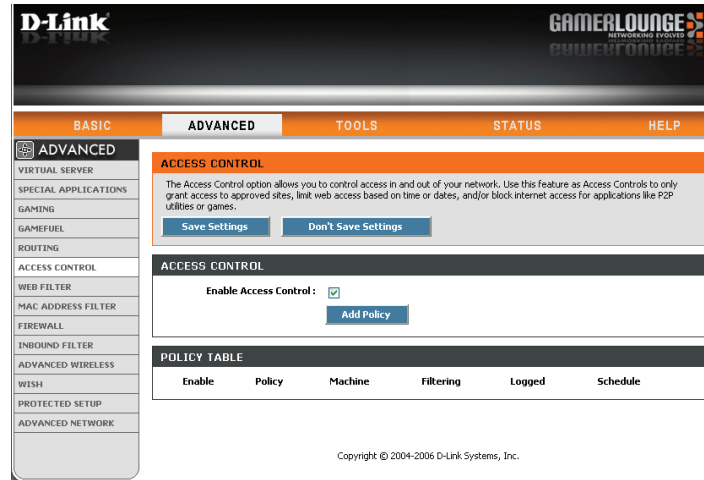 D-Link
GAMERLOUNGE
NETWORKING EVOLVED
BASIC ADVANCED TOOLS STATUS HELP
ADVANCED
VIRTUAL SERVER
SPECIAL APPLICATIONS
GAMING
GAMEFUEL
ROUTING
ACCESS CONTROL
WEB FILTER
MAC ADDRESS FILTER
FIREWALL
INBOUND FILTER
ADVANCED WIRELESS
WISH
PROTECTED SETUP
ADVANCED NETWORK
ACCESS CONTROL
The Access Control option allows you to control access in and out of your network. Use this feature as Access Controls to only
grant access to approved sites, limit web access based on time or dates, and/or block internet access for applications like P2P
utilities or games.
Save Settings Don't Save Settings
ACCESS CONTROL
Enable Access Control :
Add Policy
POLICY TABLE
Enable Policy Machine Filtering Logged Schedule
Copyright © 2004-2006 D-Link Systems, Inc.